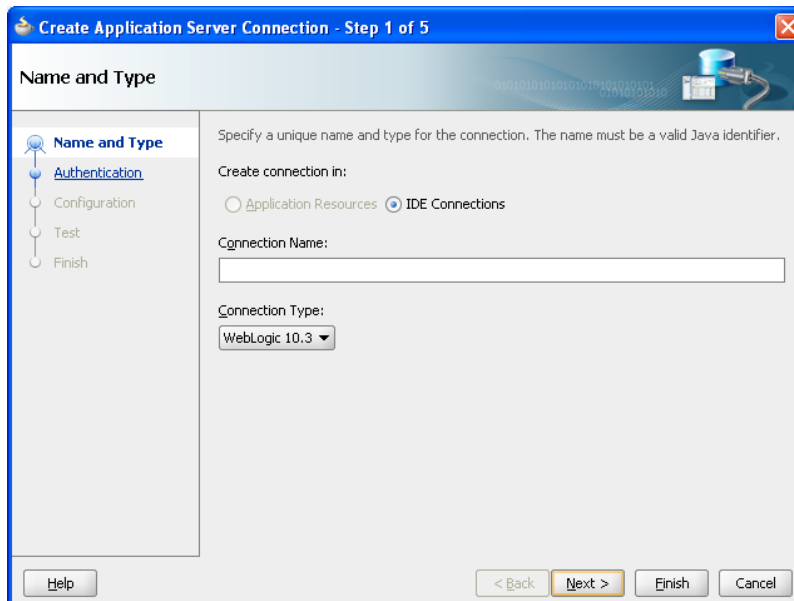 Create Application Server Connection - Step 1 of 5
Name and Type
Name and Type
Authentication
Configuration
Test
Finish
Specify a unique name and type for the connection. The name must be a valid Java identifier.
Create connection in:
Application Resources IDE Connections
Connection Name:
Connection Type:
WebLogic 10.3
Help < Back Next > Finish Cancel